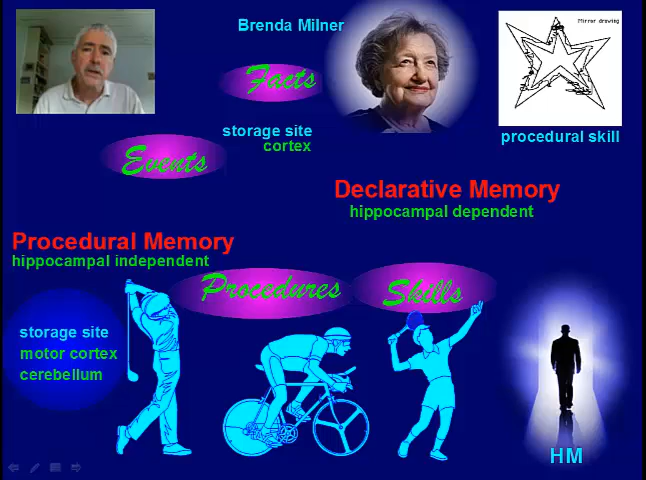 Brenda Milner
Mirror drawing
Facts
storage site
cortex
procedural skill
Events
Declarative Memory
hippocampal dependent
Procedural Memory
hippocampal independent
Procedures
Skills
storage site
motor cortex
cerebellum
HM